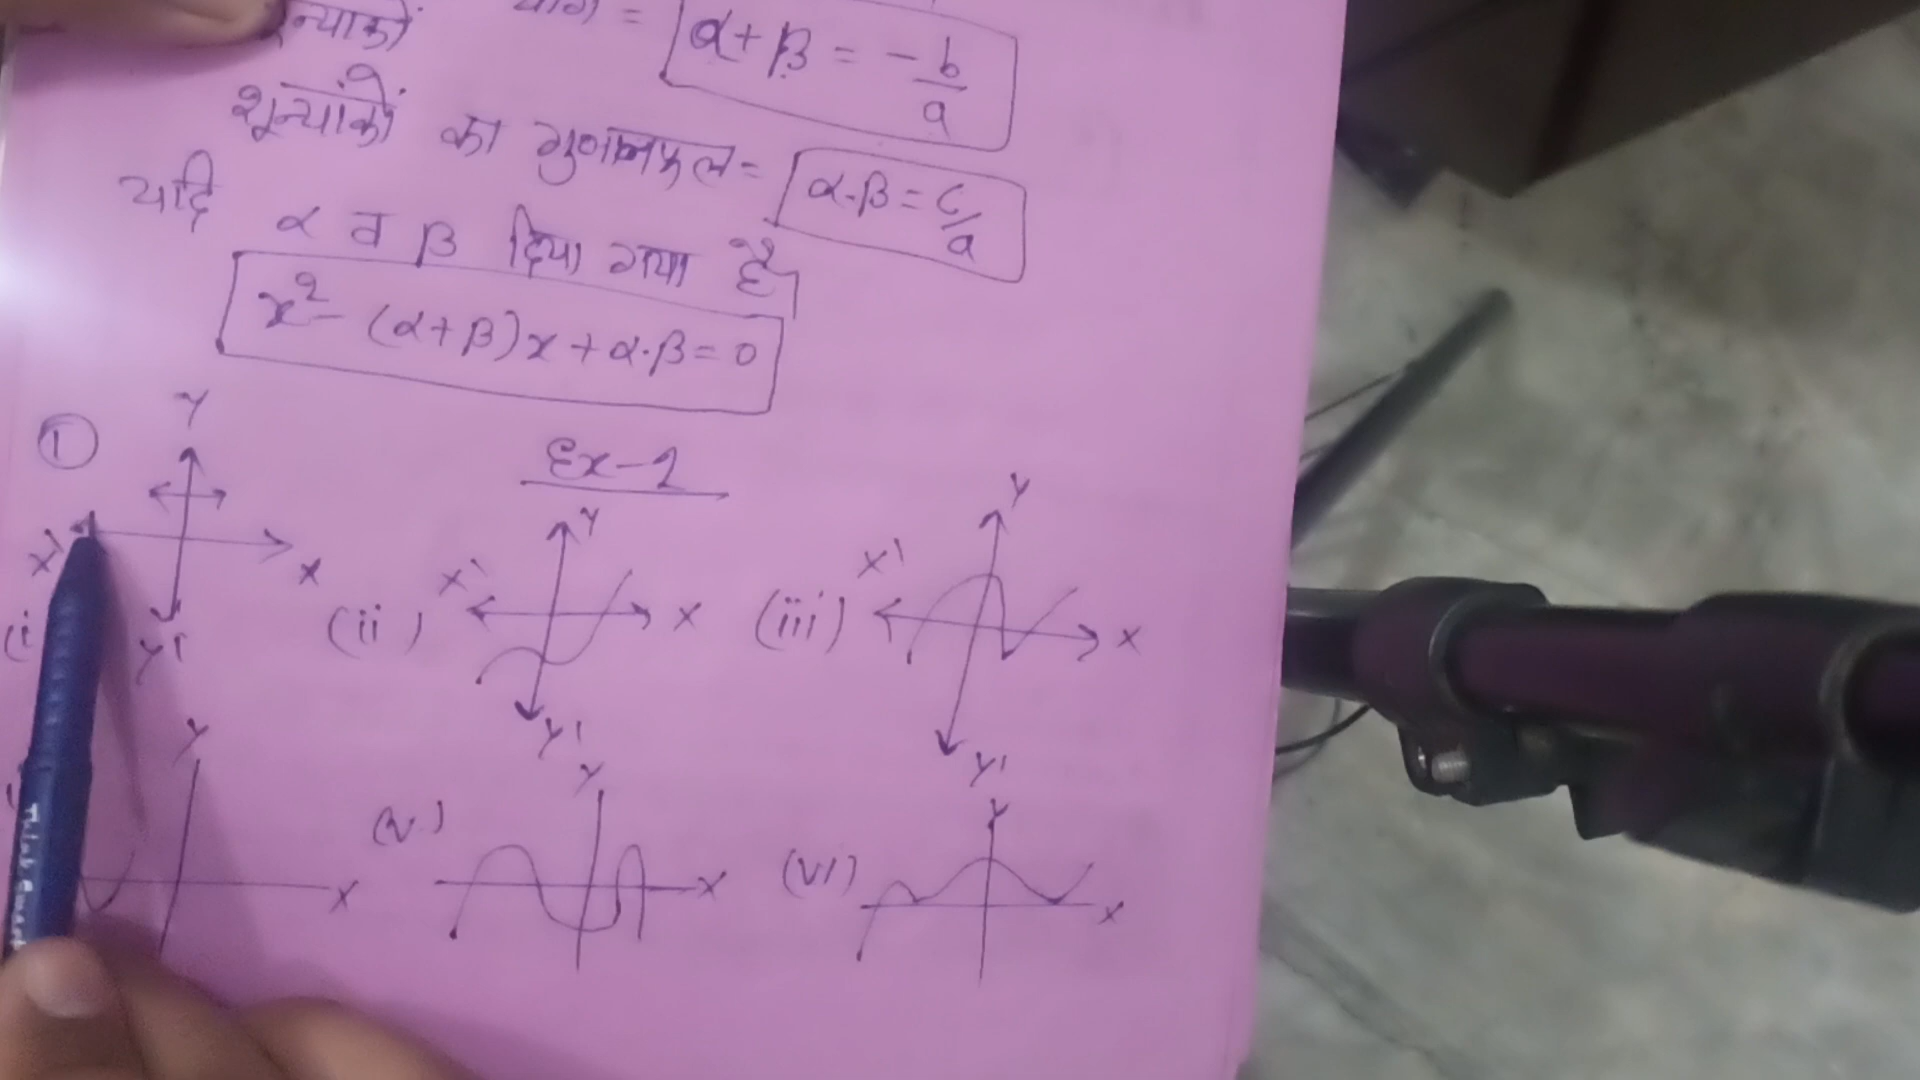 शून्यांकों योग = α+β = -b/a
शून्यांकों का गुणनफल= α.β = c/a
यदि α व β दिया गया है
x² - (α+β)x + α.β = 0
①
Ex-2
Y Y Y
X' X X' X X' X
(i (ii) (iii)
Y' Y' Y'
Y Y Y
(v) (vi)
X X X